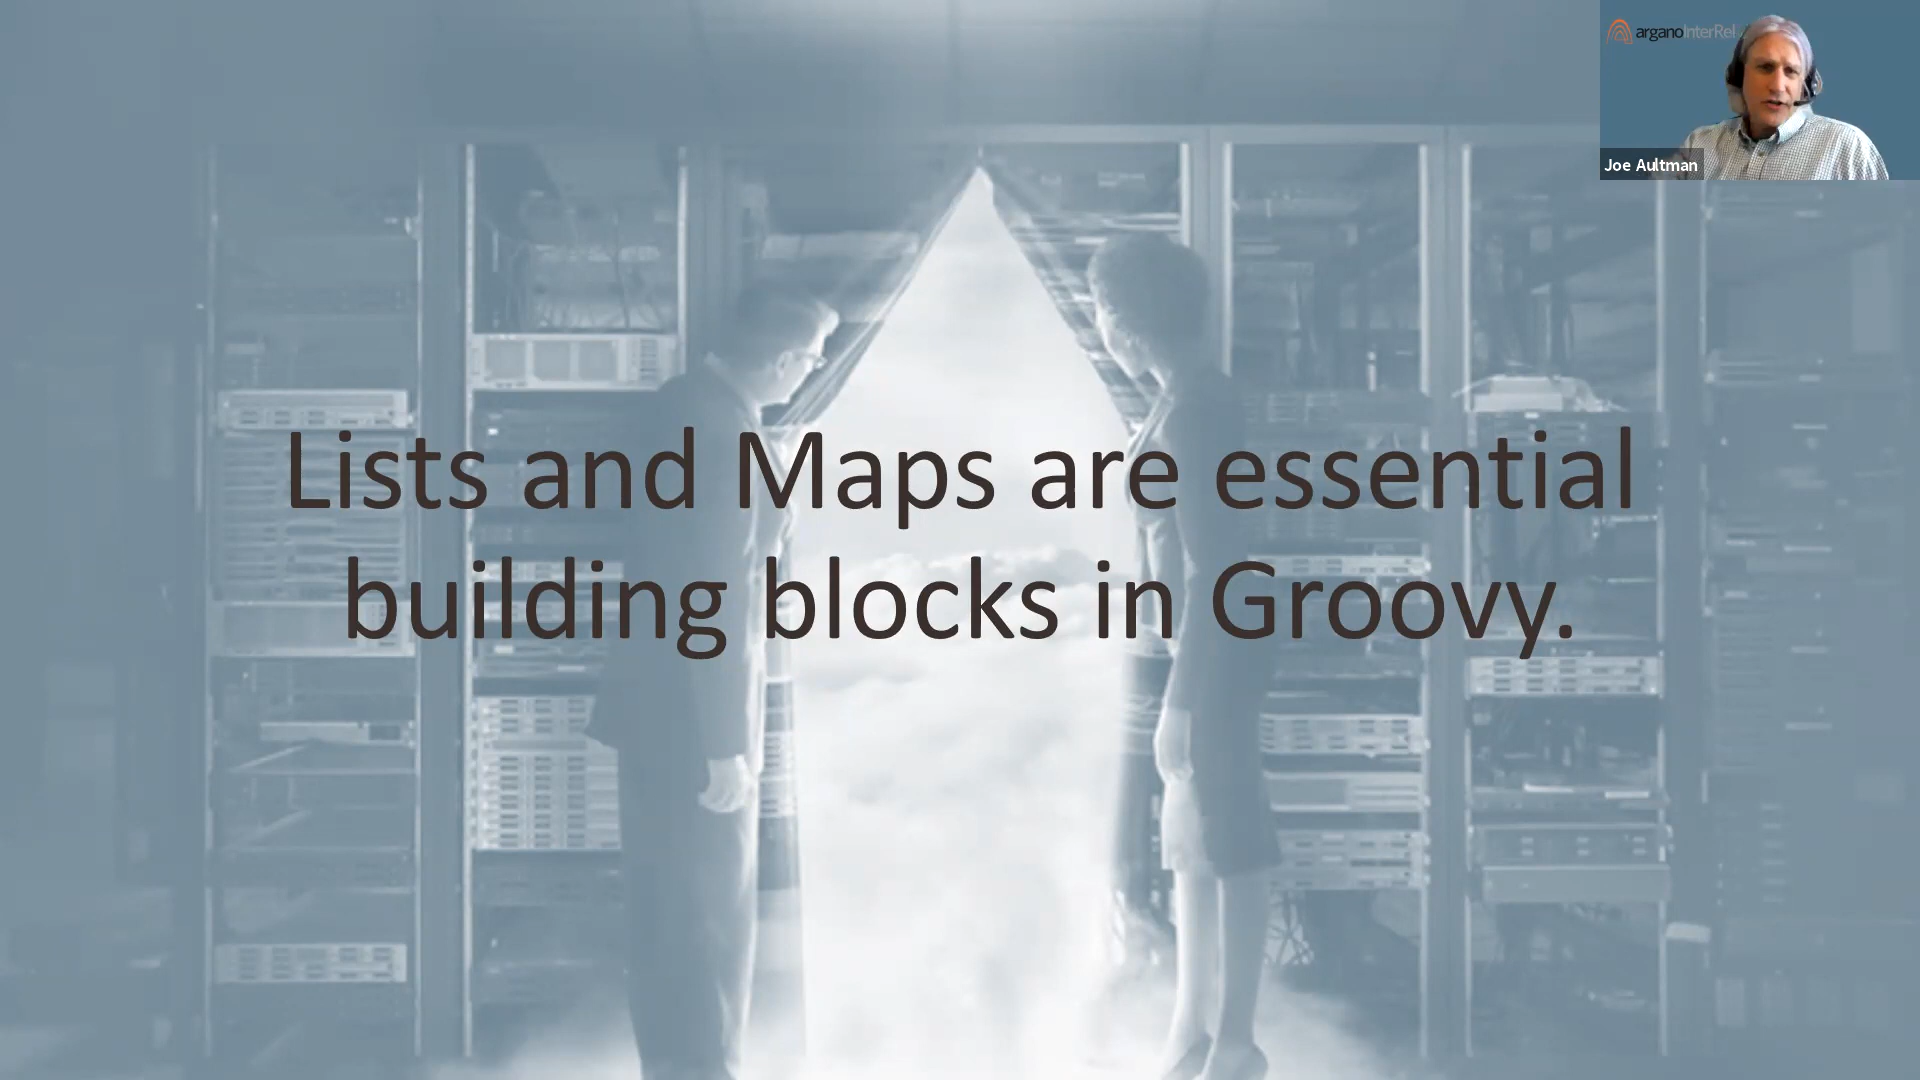 arganoInterRel
Joe Aultman
Lists and Maps are essential
building blocks in Groovy.